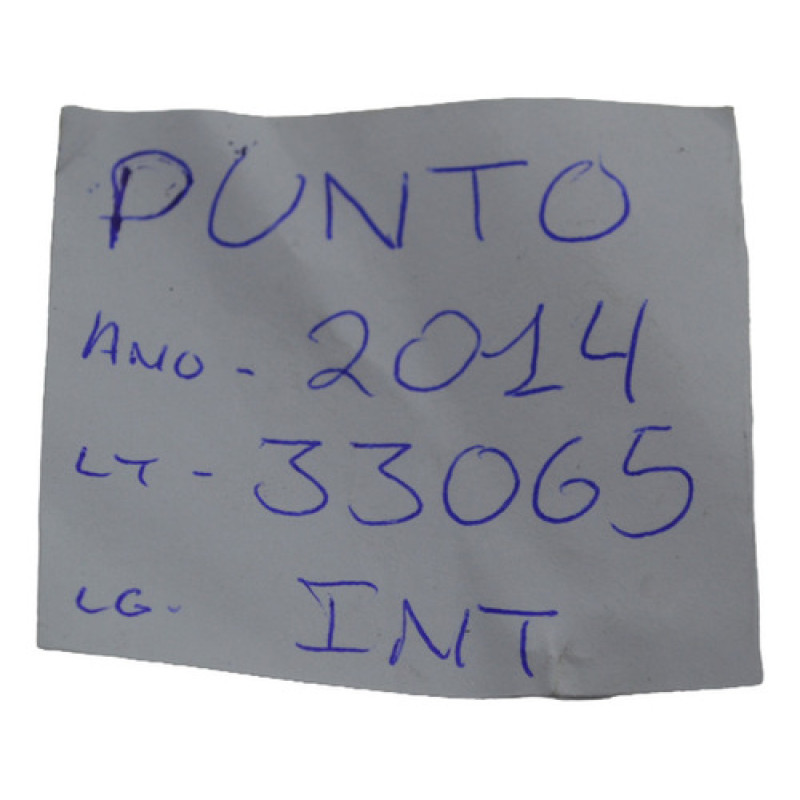 PUNTO
ANO - 2014
LT - 33065
LG. INT